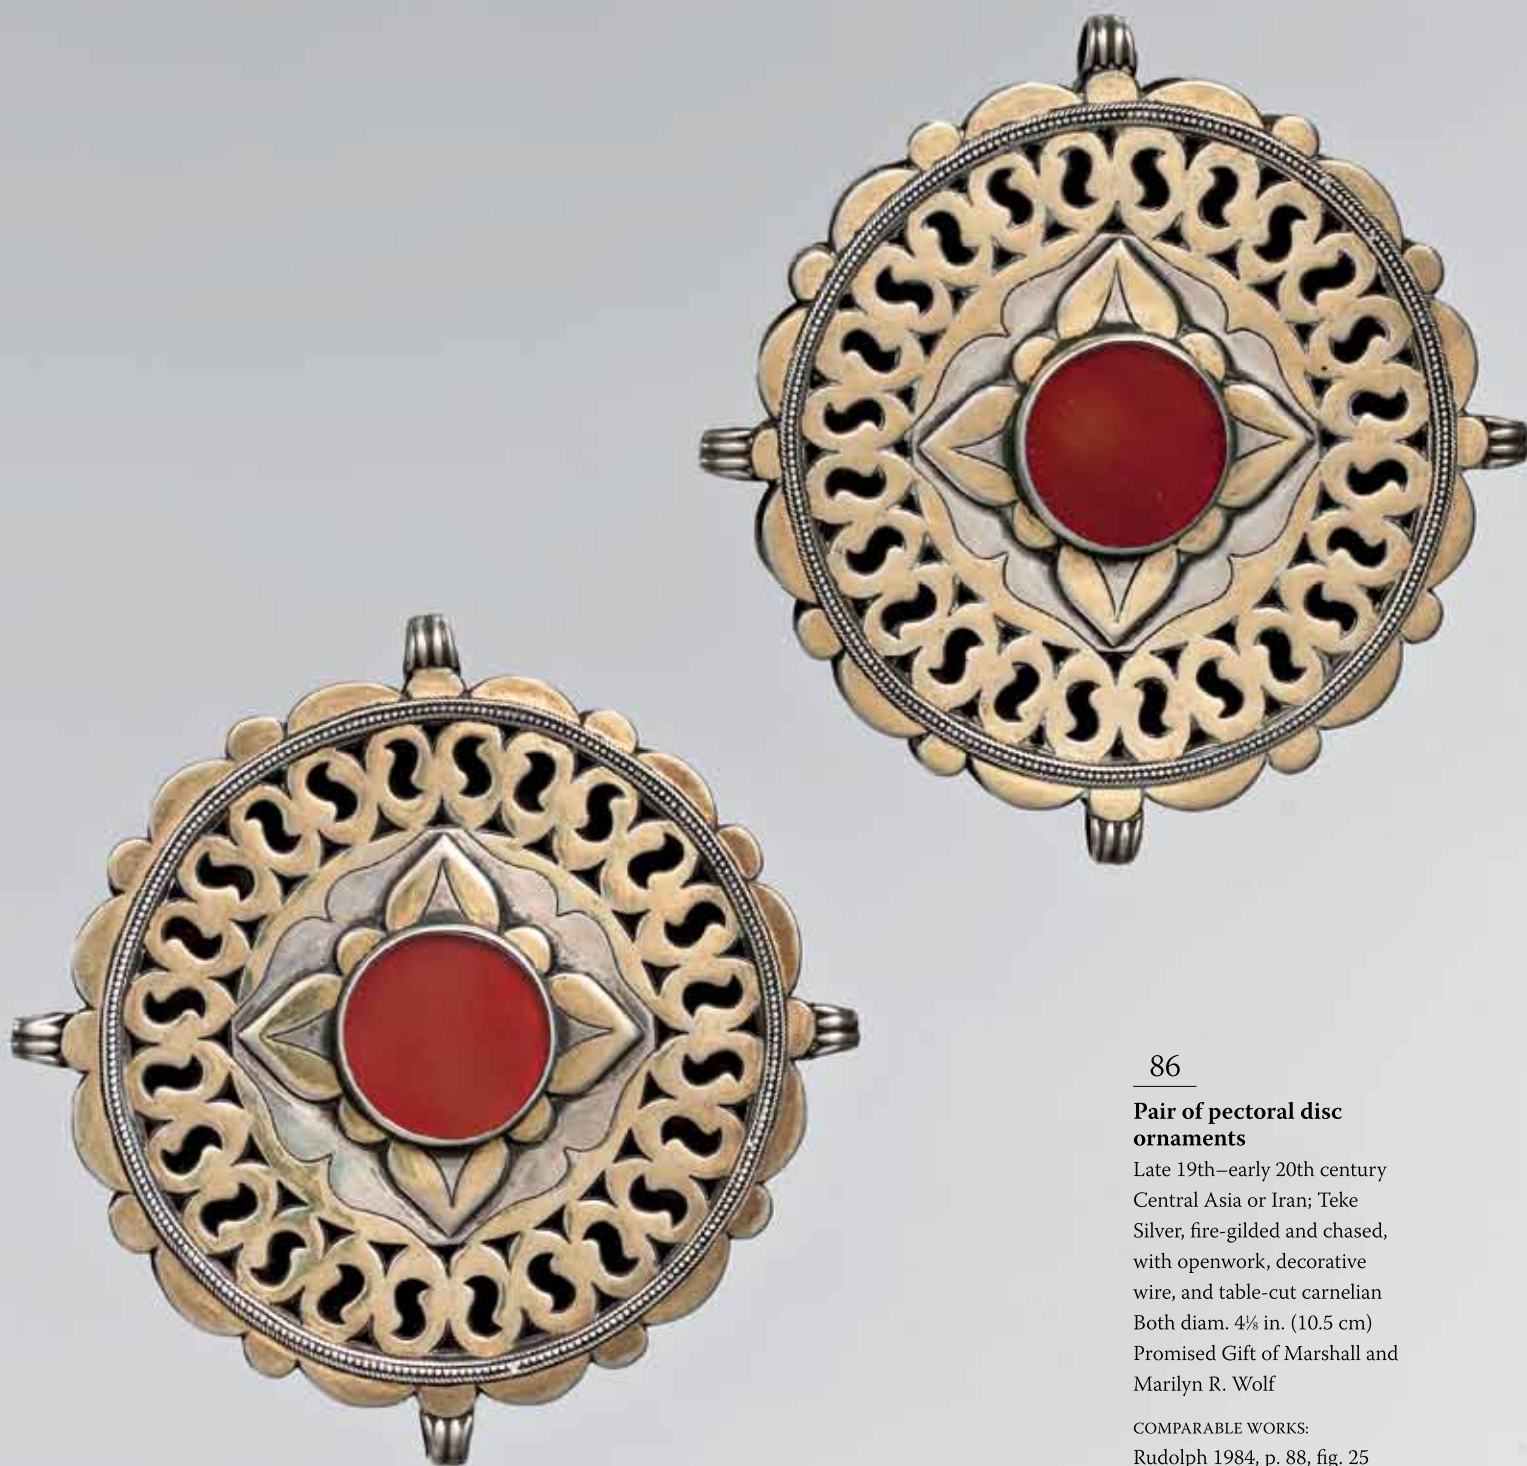 86
Pair of pectoral disc
ornaments
Late 19th–early 20th century
Central Asia or Iran; Teke
Silver, fire-gilded and chased,
with openwork, decorative
wire, and table-cut carnelian
Both diam. 4⅛ in. (10.5 cm)
Promised Gift of Marshall and
Marilyn R. Wolf
COMPARABLE WORKS:
Rudolph 1984, p. 88, fig. 25